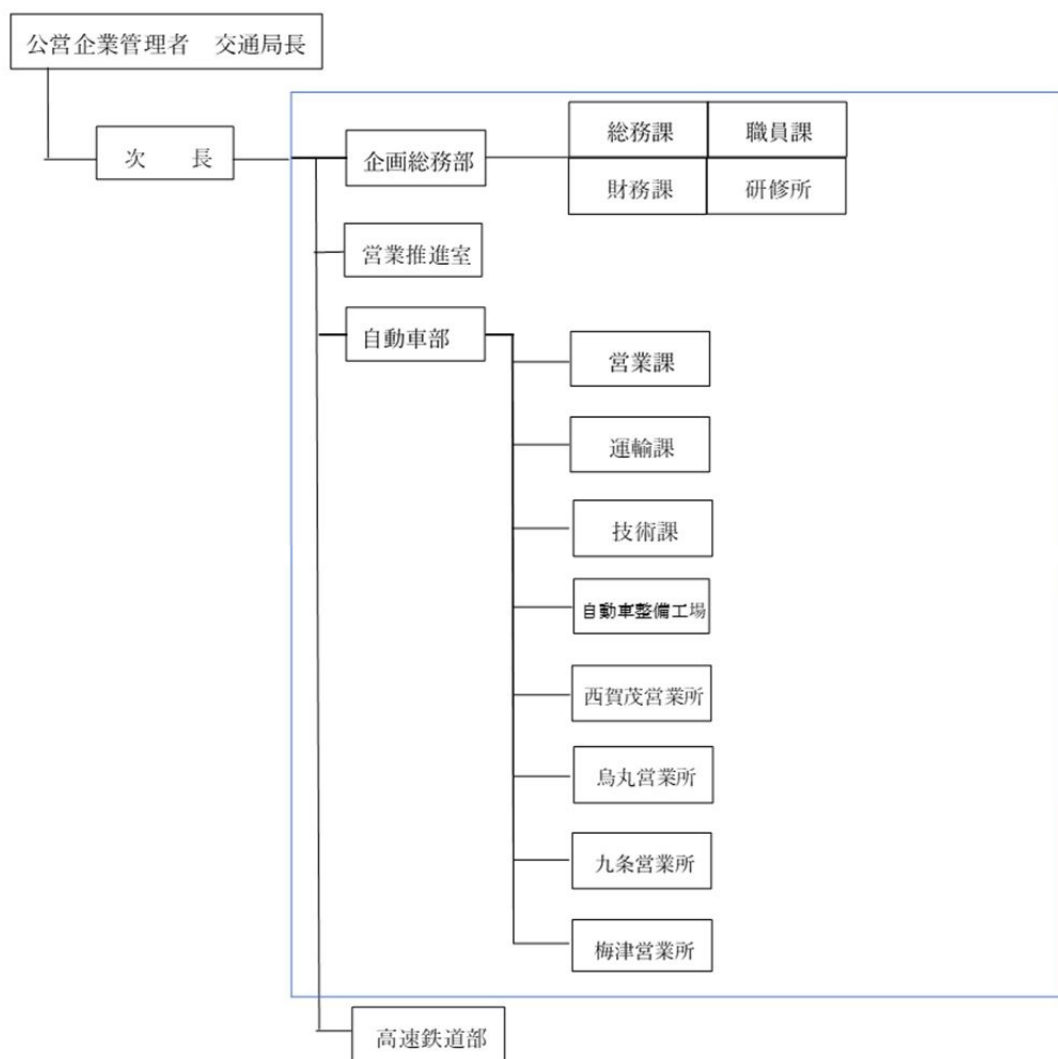 公営企業管理者　交通局長
次　長
企画総務部
総務課
職員課
財務課
研修所
営業推進室
自動車部
営業課
運輸課
技術課
自動車整備工場
西賀茂営業所
烏丸営業所
九条営業所
梅津営業所
高速鉄道部